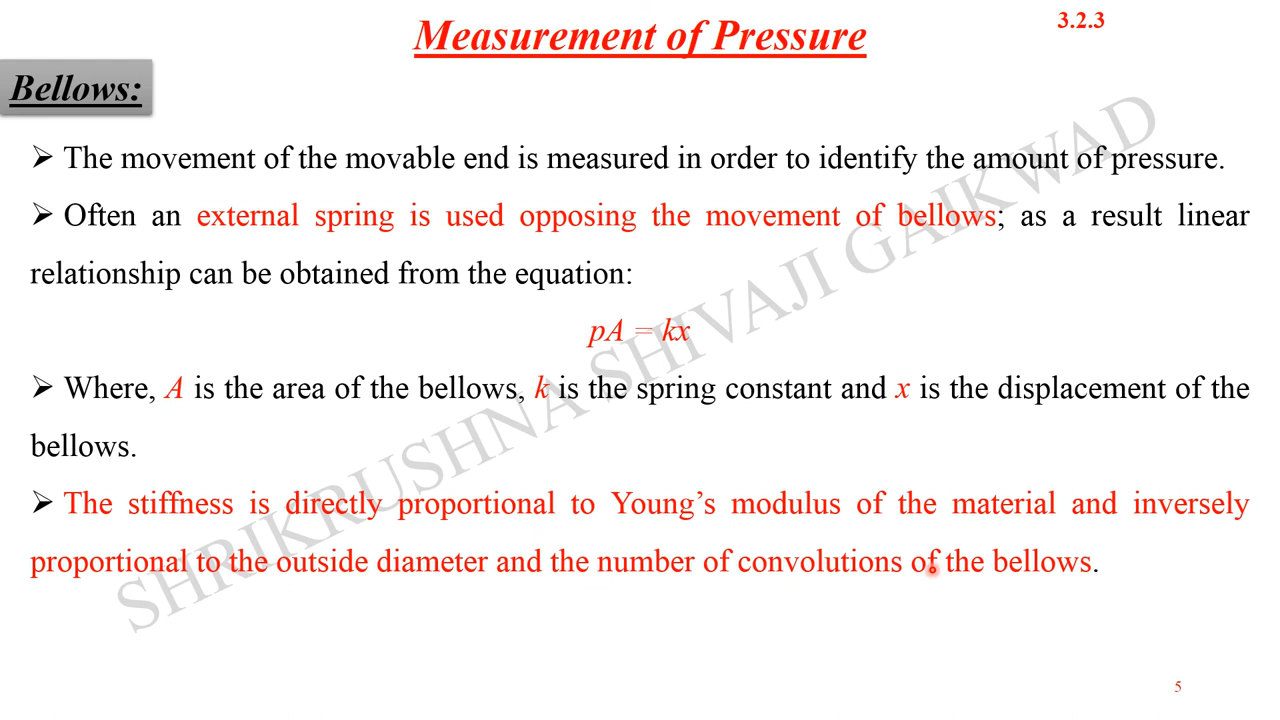 3.2.3
Measurement of Pressure
Bellows:
➢ The movement of the movable end is measured in order to identify the amount of pressure.
➢ Often an external spring is used opposing the movement of bellows; as a result linear
relationship can be obtained from the equation:
pA = kx
➢ Where, A is the area of the bellows, k is the spring constant and x is the displacement of the
bellows.
➢ The stiffness is directly proportional to Young’s modulus of the material and inversely
proportional to the outside diameter and the number of convolutions of the bellows.
SHRIKRUSHNA SHIVAJI GAIKWAD
5